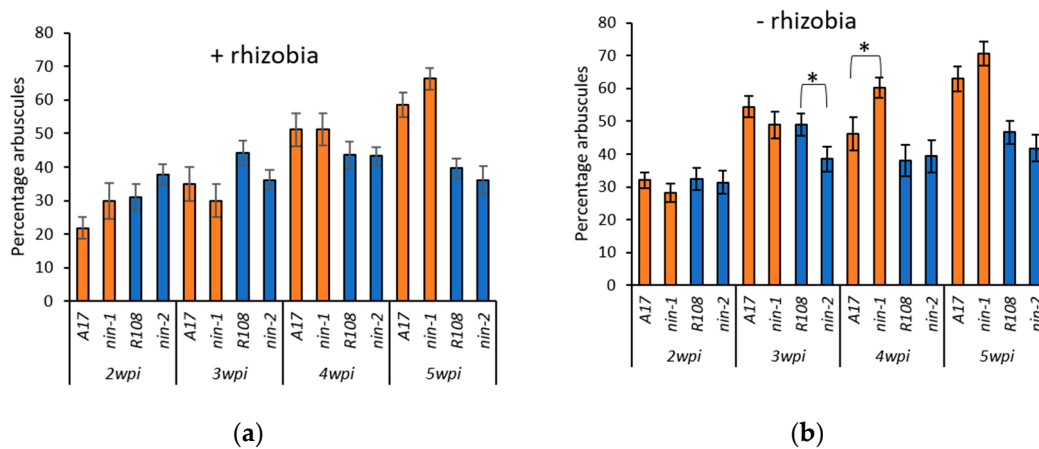 + rhizobia
Percentage arbuscules
80
70
60
50
40
30
20
10
0
A17 nin-1 R108 nin-2 A17 nin-1 R108 nin-2 A17 nin-1 R108 nin-2 A17 nin-1 R108 nin-2
2wpi 3wpi 4wpi 5wpi
(a)
- rhizobia
Percentage arbuscules
80
70
60
50
40
30
20
10
0
* *
A17 nin-1 R108 nin-2 A17 nin-1 R108 nin-2 A17 nin-1 R108 nin-2 A17 nin-1 R108 nin-2
2wpi 3wpi 4wpi 5wpi
(b)